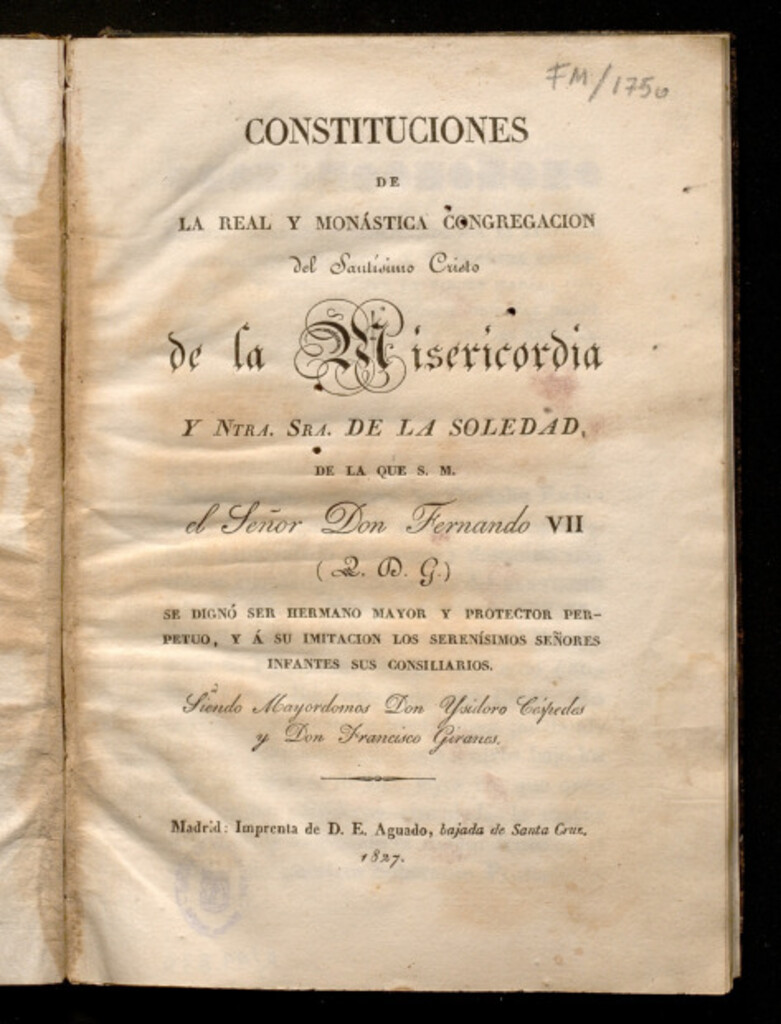 FM/1750
CONSTITUCIONES
DE
LA REAL Y MONÁSTICA CONGREGACION
del Santísimo Cristo
de la Misericordia
Y NTRA. SRA. DE LA SOLEDAD,
DE LA QUE S. M.
el Señor Don Fernando VII
(Q. D. G.)
SE DIGNÓ SER HERMANO MAYOR Y PROTECTOR PER-
PETUO, Y Á SU IMITACION LOS SERENÍSIMOS SEÑORES
INFANTES SUS CONSILIARIOS.
Siendo Mayordomos Don Ysidoro Céspedes
y Don Francisco Giranes.
Madrid: Imprenta de D. E. Aguado, bajada de Santa Cruz.
1827.